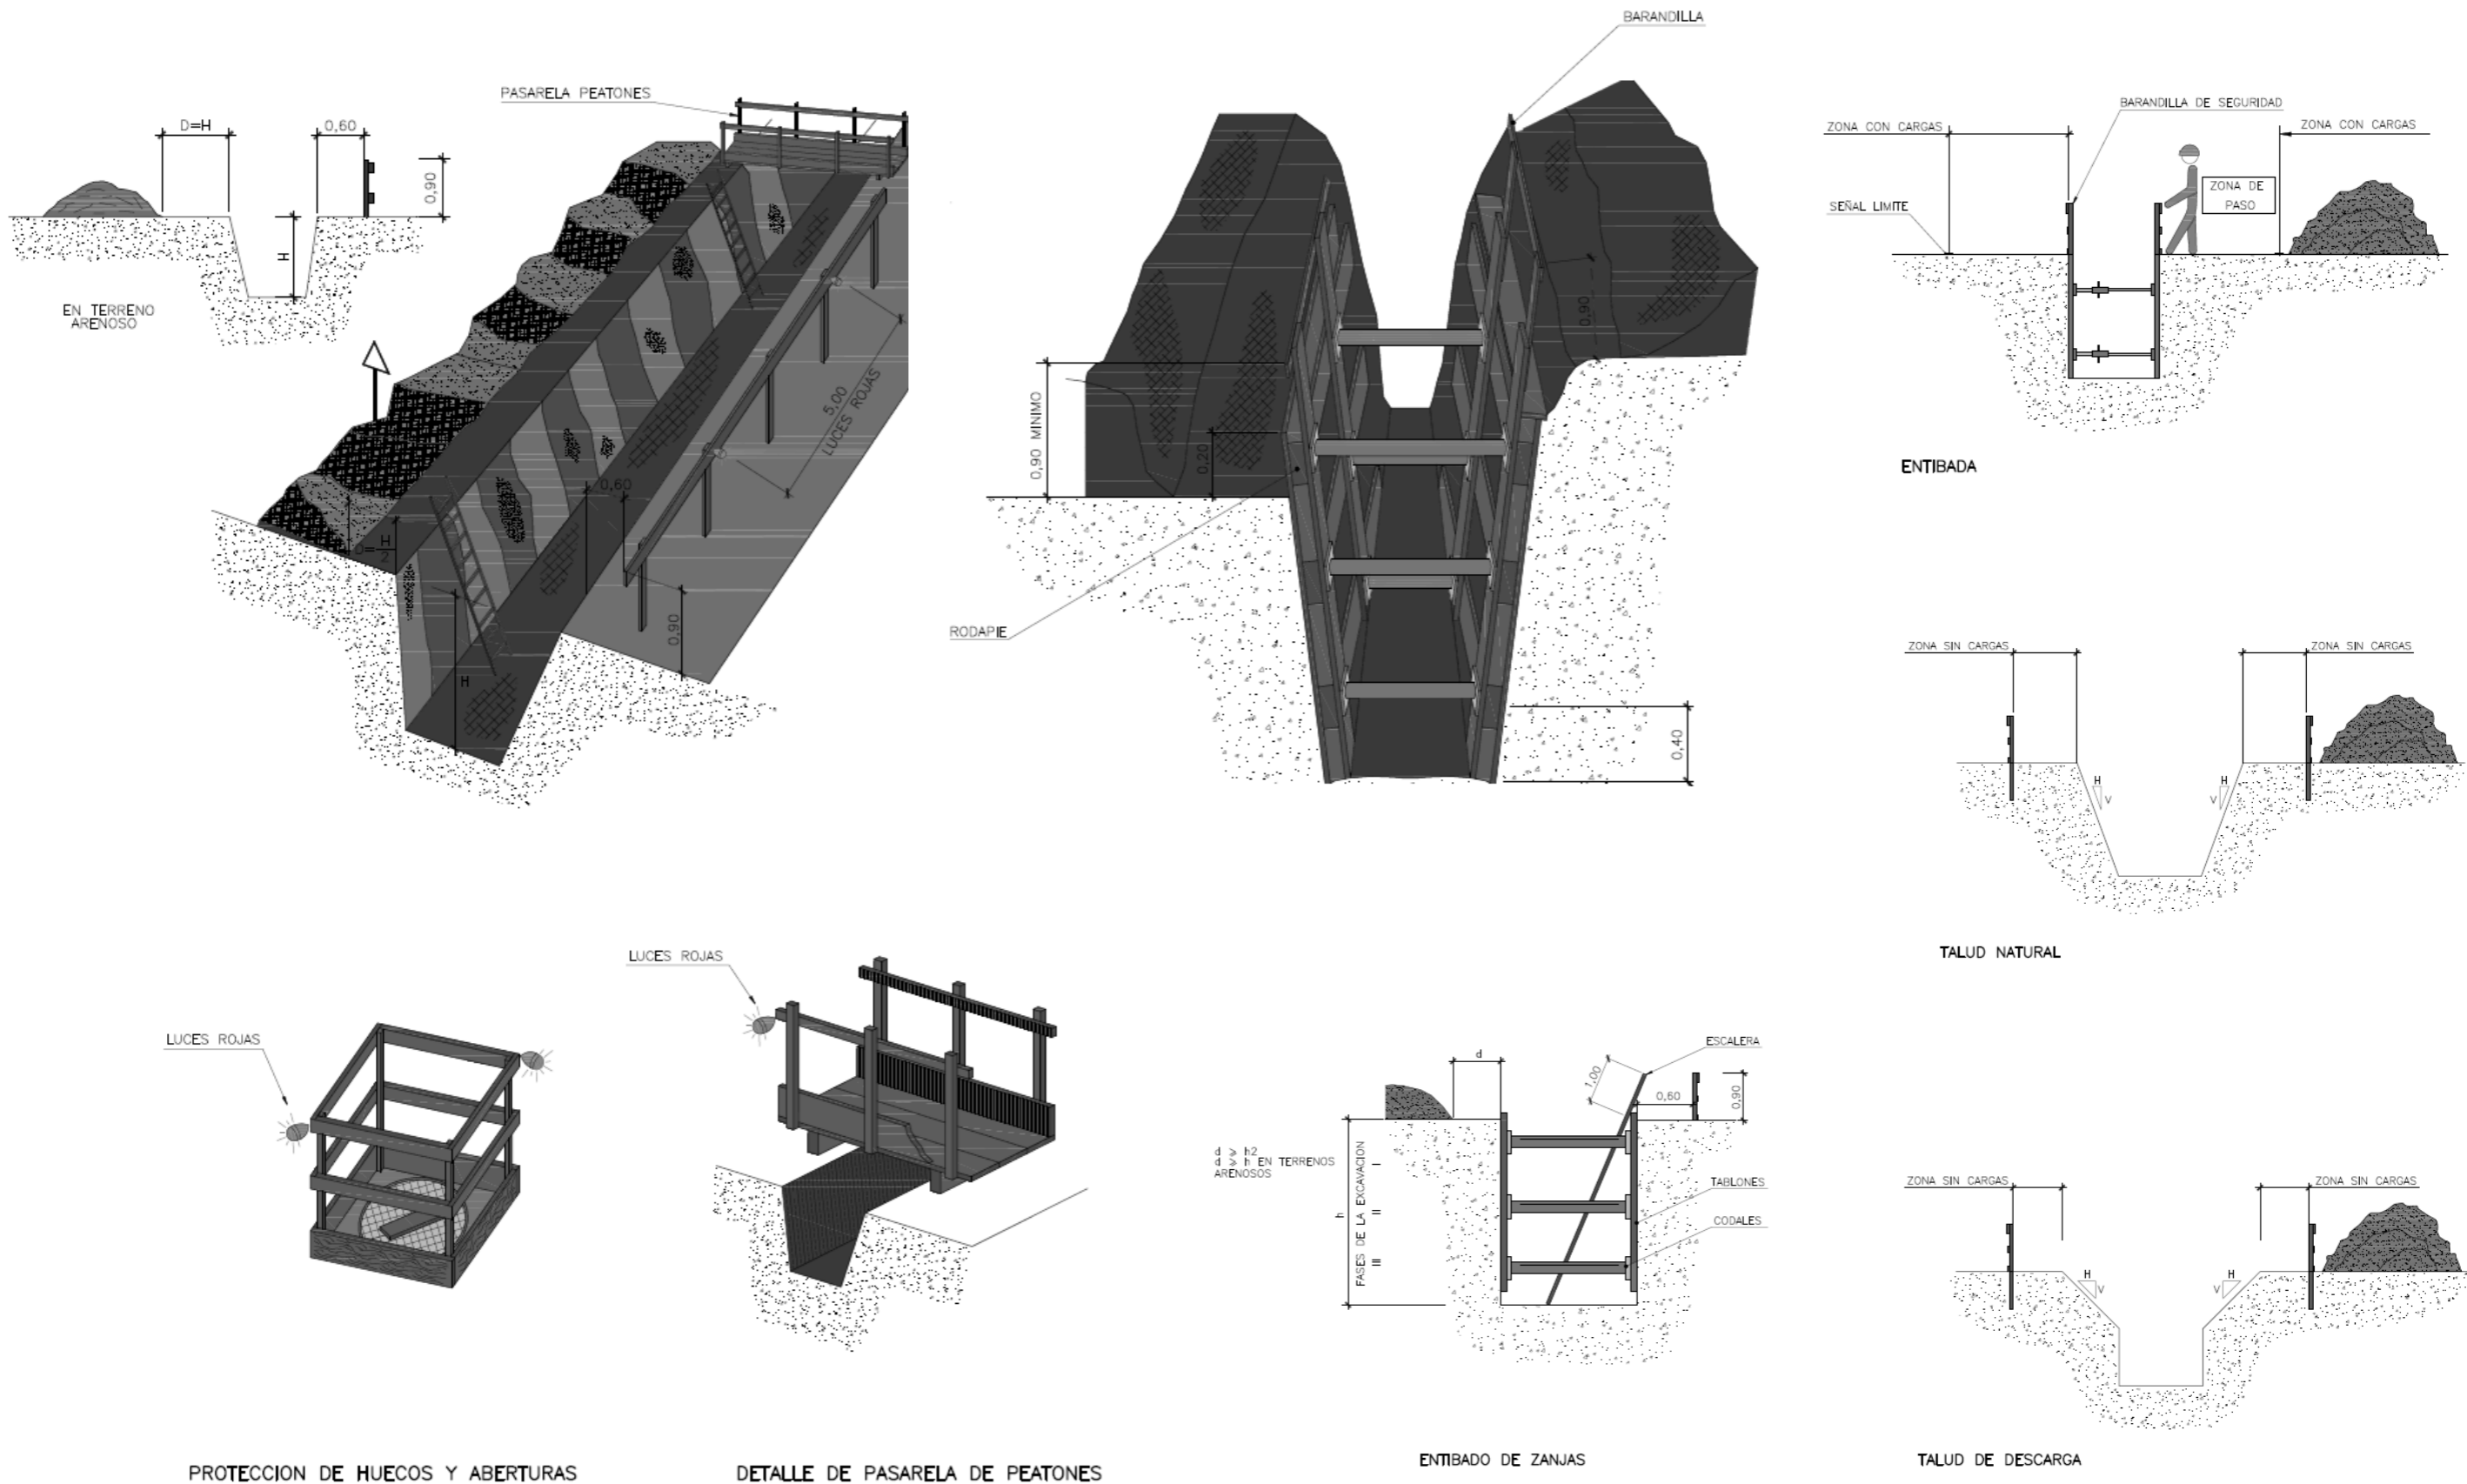 BARANDILLA
PASARELA PEATONES
D=H
0,60
0,90
H
EN TERRENO
ARENOSO
5,00
LUCES ROJAS
0,60
D=H/2
0,90
H
0,90
0,90 MINIMO
0,20
RODAPIE
0,40
BARANDILLA DE SEGURIDAD
ZONA CON CARGAS
ZONA CON CARGAS
ZONA DE
PASO
SEÑAL LIMITE
ENTIBADA
ZONA SIN CARGAS
ZONA SIN CARGAS
H
V
H
V
TALUD NATURAL
LUCES ROJAS
PROTECCION DE HUECOS Y ABERTURAS
LUCES ROJAS
DETALLE DE PASARELA DE PEATONES
ESCALERA
d
1,00
0,60
0,90
d ≥ h2
d ≥ h EN TERRENOS
ARENOSOS
h
FASES DE LA EXCAVACION
I
II
III
TABLONES
CODALES
ENTIBADO DE ZANJAS
ZONA SIN CARGAS
ZONA SIN CARGAS
H
V
H
V
TALUD DE DESCARGA